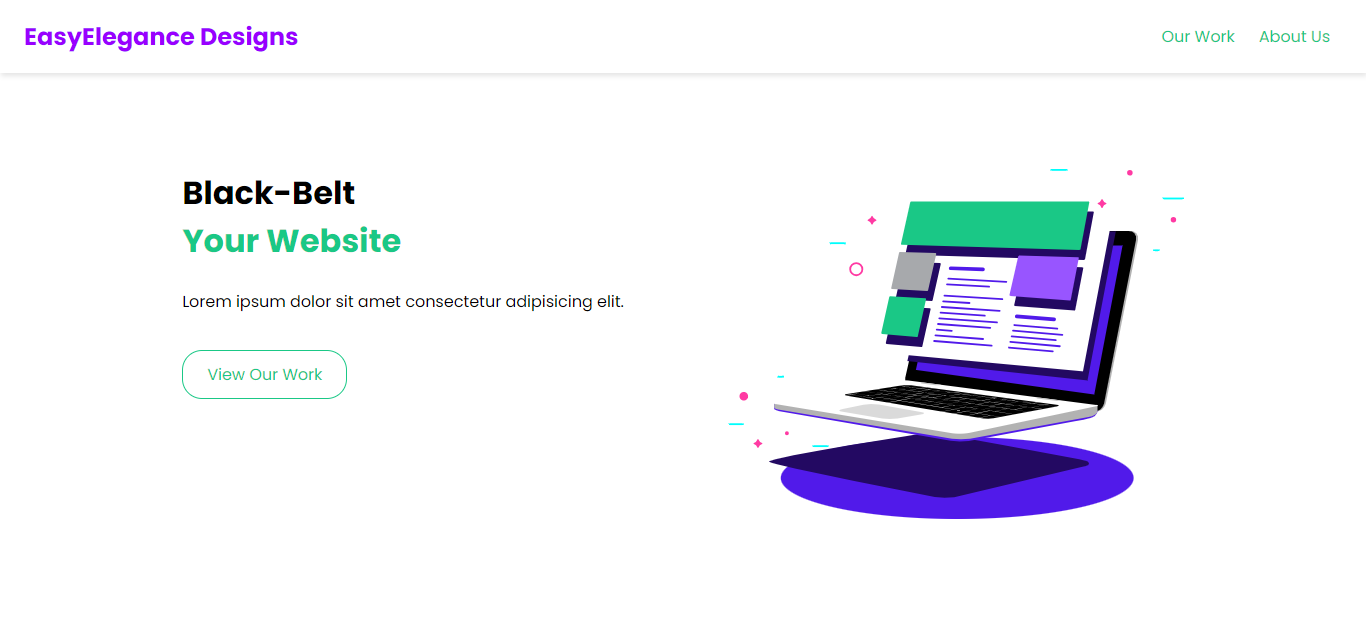 EasyElegance Designs
Our Work
About Us
Black-Belt
Your Website
Lorem ipsum dolor sit amet consectetur adipisicing elit.
View Our Work